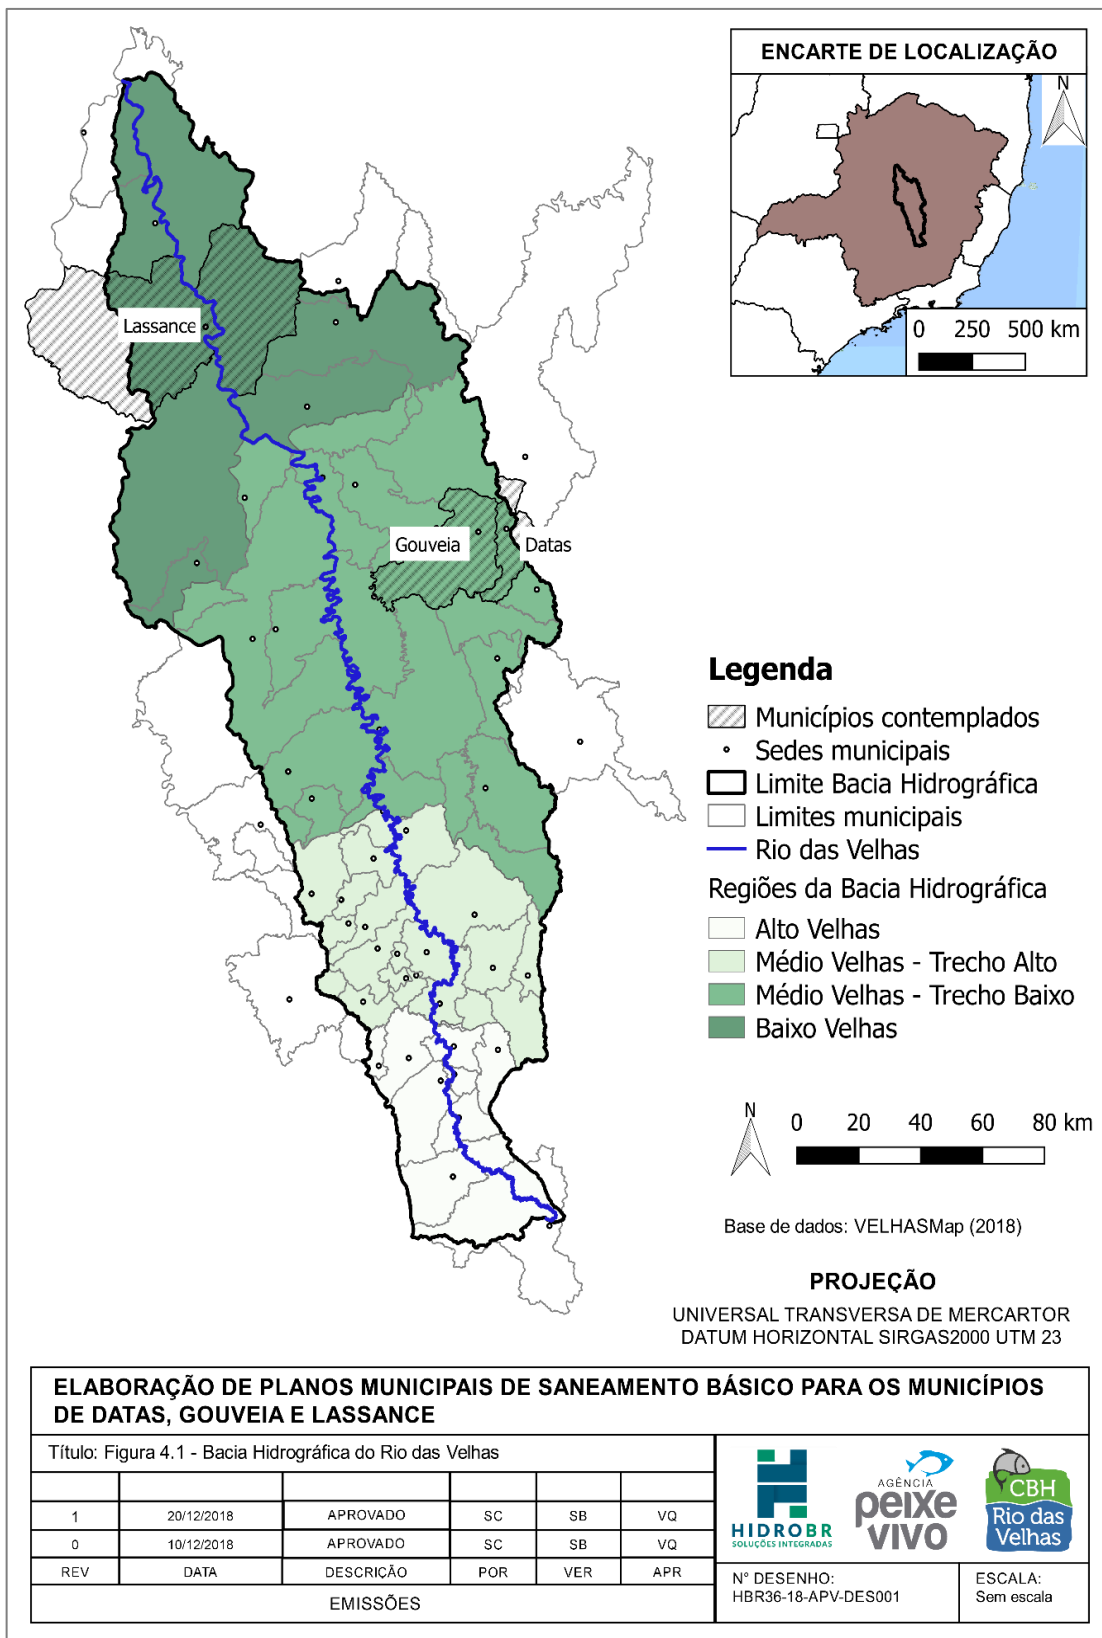 ENCARTE DE LOCALIZAÇÃO
N
0 250 500 km
Lassance
Gouveia
Datas
Legenda
Municípios contemplados
Sedes municipais
Limite Bacia Hidrográfica
Limites municipais
Rio das Velhas
Regiões da Bacia Hidrográfica
Alto Velhas
Médio Velhas - Trecho Alto
Médio Velhas - Trecho Baixo
Baixo Velhas
N
0 20 40 60 80 km
Base de dados: VELHASMap (2018)
PROJEÇÃO
UNIVERSAL TRANSVERSA DE MERCARTOR
DATUM HORIZONTAL SIRGAS2000 UTM 23
ELABORAÇÃO DE PLANOS MUNICIPAIS DE SANEAMENTO BÁSICO PARA OS MUNICÍPIOS
DE DATAS, GOUVEIA E LASSANCE
Título: Figura 4.1 - Bacia Hidrográfica do Rio das Velhas
1 20/12/2018 APROVADO SC SB VQ
0 10/12/2018 APROVADO SC SB VQ
REV DATA DESCRIÇÃO POR VER APR
EMISSÕES
HIDROBR
SOLUÇÕES INTEGRADAS
AGÊNCIA
peixe
vivo
CBH
Rio das
Velhas
N° DESENHO:
HBR36-18-APV-DES001
ESCALA:
Sem escala